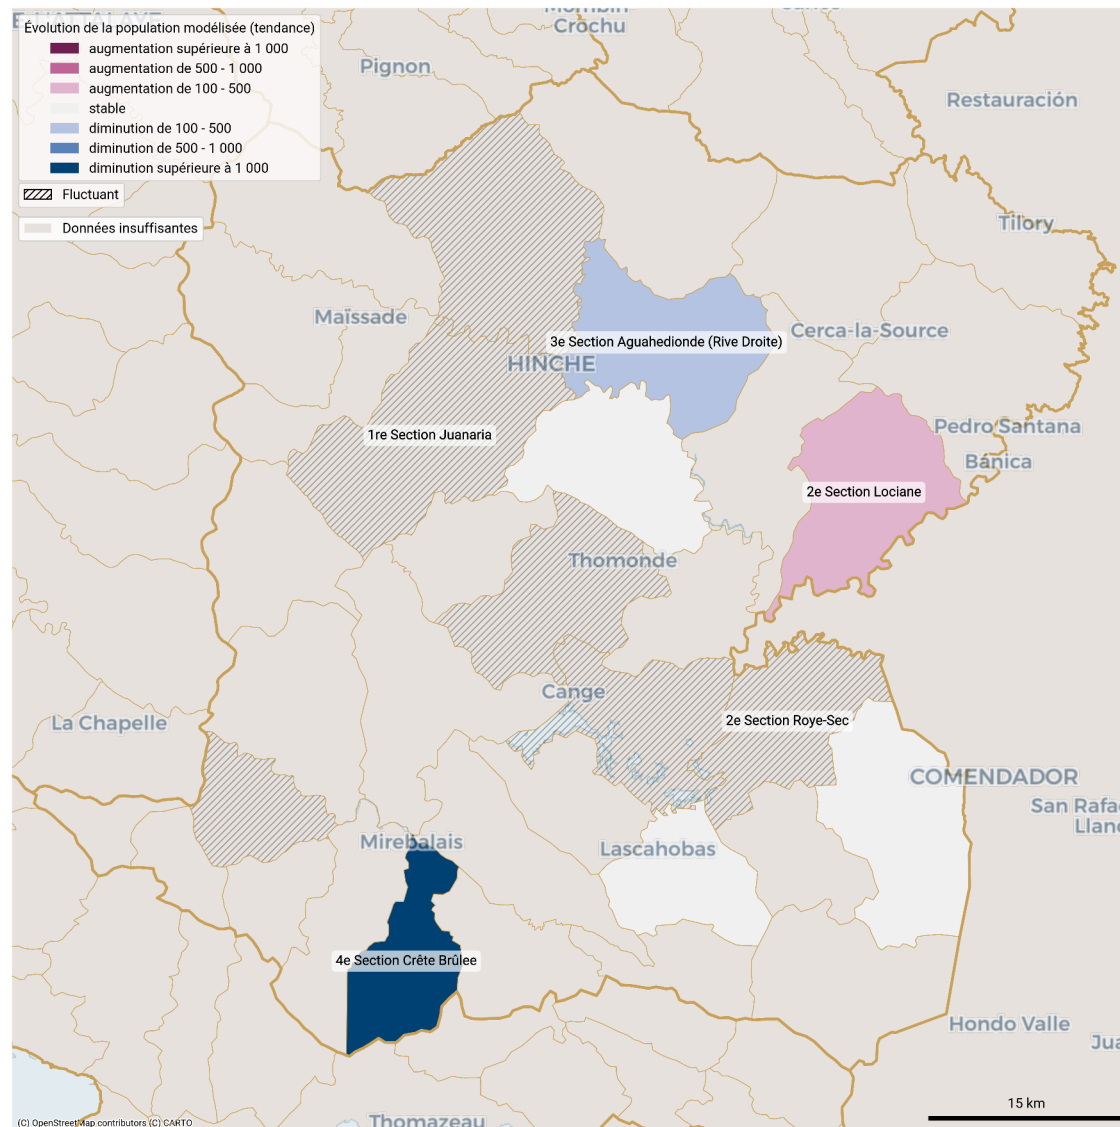 Évolution de la population modélisée (tendance)
augmentation supérieure à 1 000
augmentation de 500 - 1 000
augmentation de 100 - 500
stable
diminution de 100 - 500
diminution de 500 - 1 000
diminution supérieure à 1 000
Fluctuant
Données insuffisantes
Crochu
Pignon
Restauración
Tilory
Maïssade
Cerca-la-Source
3e Section Aguahedionde (Rive Droite)
HINCHE
Pedro Santana
1re Section Juanaria
Bánica
2e Section Lociane
Thomonde
Cange
La Chapelle
2e Section Roye-Sec
COMENDADOR
San Rafae
Llano
Mirebalais
Lascahobas
4e Section Crête Brûlee
Hondo Valle
Jua
15 km
Thomazeau
(C) OpenStreetMap contributors (C) CARTO